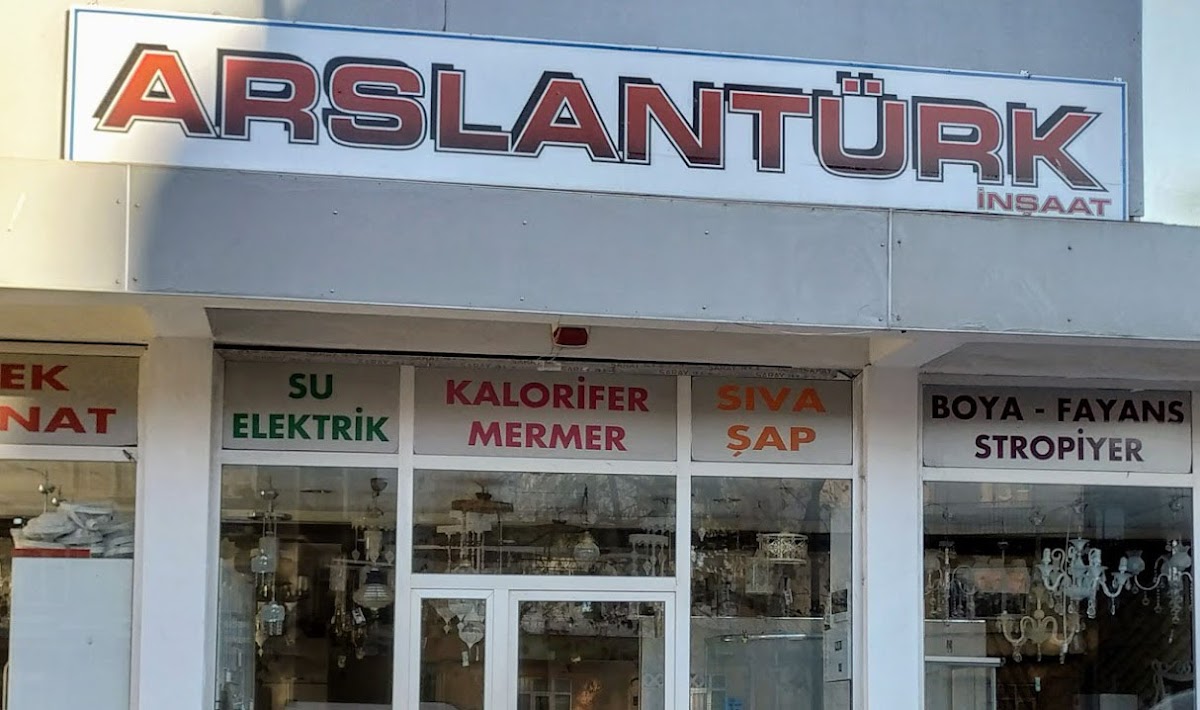 ARSLANTÜRK
İNŞAAT
EK
NAT
SU
ELEKTRİK
KALORİFER
MERMER
SIVA
ŞAP
BOYA - FAYANS
STROPİYER